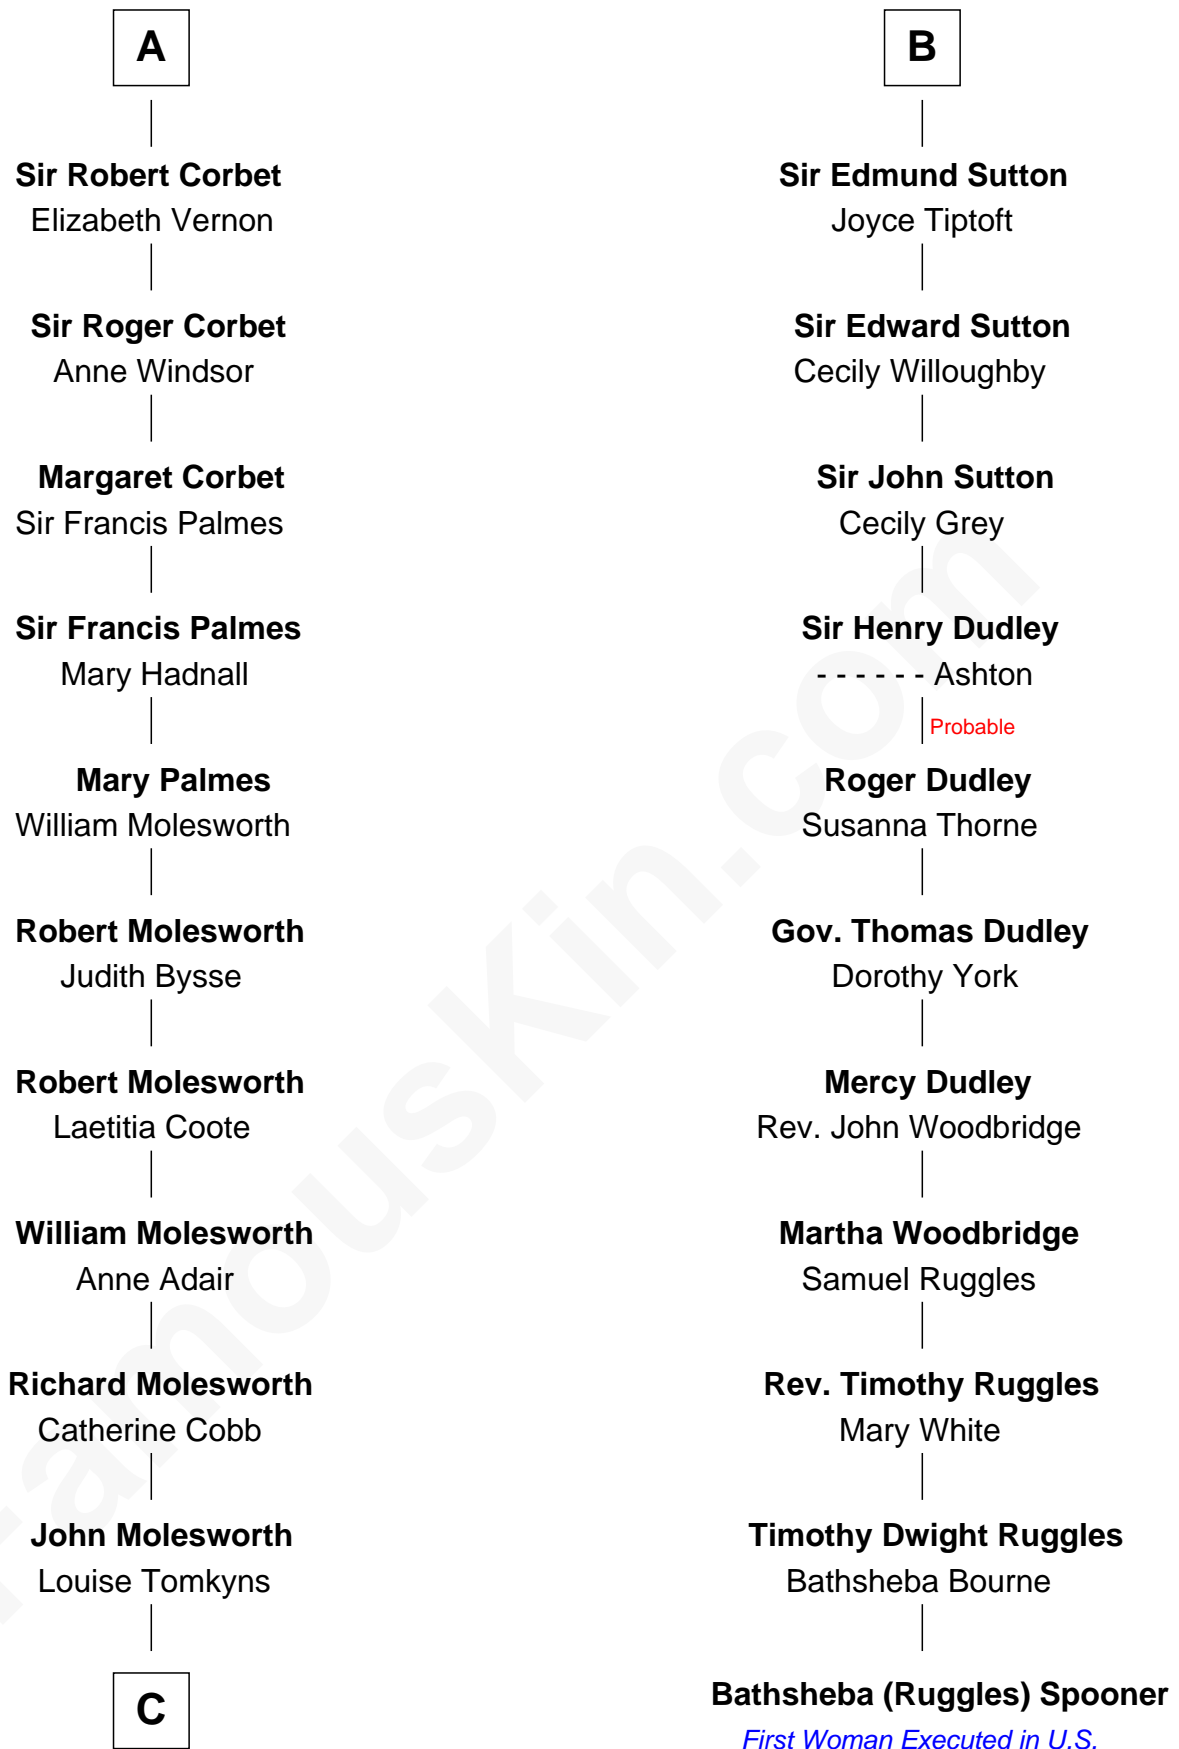 A
Sir Robert Corbet
Elizabeth Vernon
Sir Roger Corbet
Anne Windsor
Margaret Corbet
Sir Francis Palmes
Sir Francis Palmes
Mary Hadnall
Mary Palmes
William Molesworth
Robert Molesworth
Judith Bysse
Robert Molesworth
Laetitia Coote
William Molesworth
Anne Adair
Richard Molesworth
Catherine Cobb
John Molesworth
Louise Tomkyns
C
B
Sir Edmund Sutton
Joyce Tiptoft
Sir Edward Sutton
Cecily Willoughby
Sir John Sutton
Cecily Grey
Sir Henry Dudley
- - - - - - Ashton
Probable
Roger Dudley
Susanna Thorne
Gov. Thomas Dudley
Dorothy York
Mercy Dudley
Rev. John Woodbridge
Martha Woodbridge
Samuel Ruggles
Rev. Timothy Ruggles
Mary White
Timothy Dwight Ruggles
Bathsheba Bourne
Bathsheba (Ruggles) Spooner
First Woman Executed in U.S.
FamousKin.com